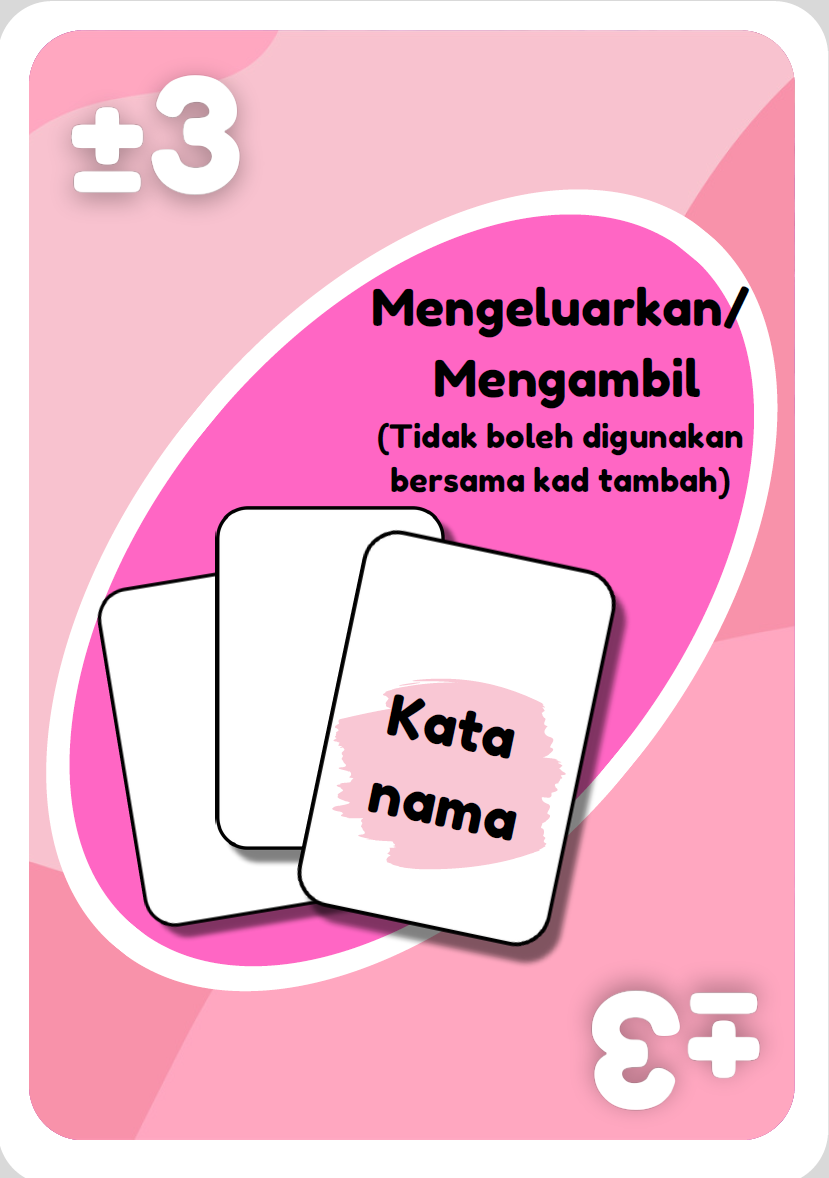 ±3
Mengeluarkan/
Mengambil
(Tidak boleh digunakan
bersama kad tambah)
Kata
nama
±3